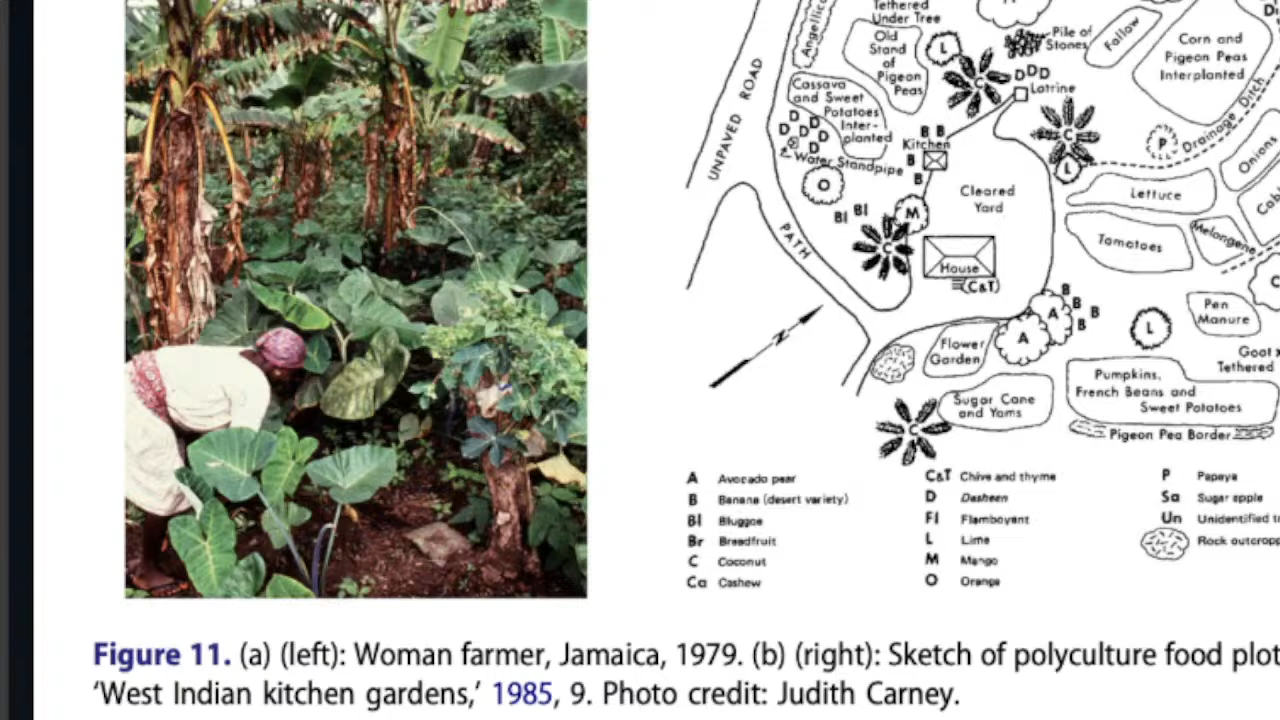 Tethered
Under Tree
Angelica
Old
Stand
of
Pigeon
Peas
L
Pile of
Stones
Fallow
Corn and
Pigeon Peas
Interplanted
C
D D D
Latrine
UNPAVED ROAD
Cassava
and Sweet
Potatoes
Inter-
planted
D D D D D D
Water Standpipe
B B
Kitchen
B
B
C
L
P
Drainage Ditch
Onions
O
Bl Bl
M
Cleared
Yard
Lettuce
Tomatoes
Melongene
PATH
C
House
(C&T)
N
A A
B B B B
L
Pen
Manure
Flower
Garden
Goat
Tethered
Sugar Cane
and Yams
C
Pumpkins,
French Beans and
Sweet Potatoes
Pigeon Pea Border
A Avocado pear
B Banana (desert variety)
Bl Bluggoe
Br Breadfruit
C Coconut
Ca Cashew
C&T Chive and thyme
D Dasheen
Fl Flamboyant
L Lime
M Mango
O Orange
P Papaya
Sa Sugar apple
Un Unidentified
Rock
Figure 11. (a) (left): Woman farmer, Jamaica, 1979. (b) (right): Sketch of polyculture food plot
‘West Indian kitchen gardens,’ 1985, 9. Photo credit: Judith Carney.